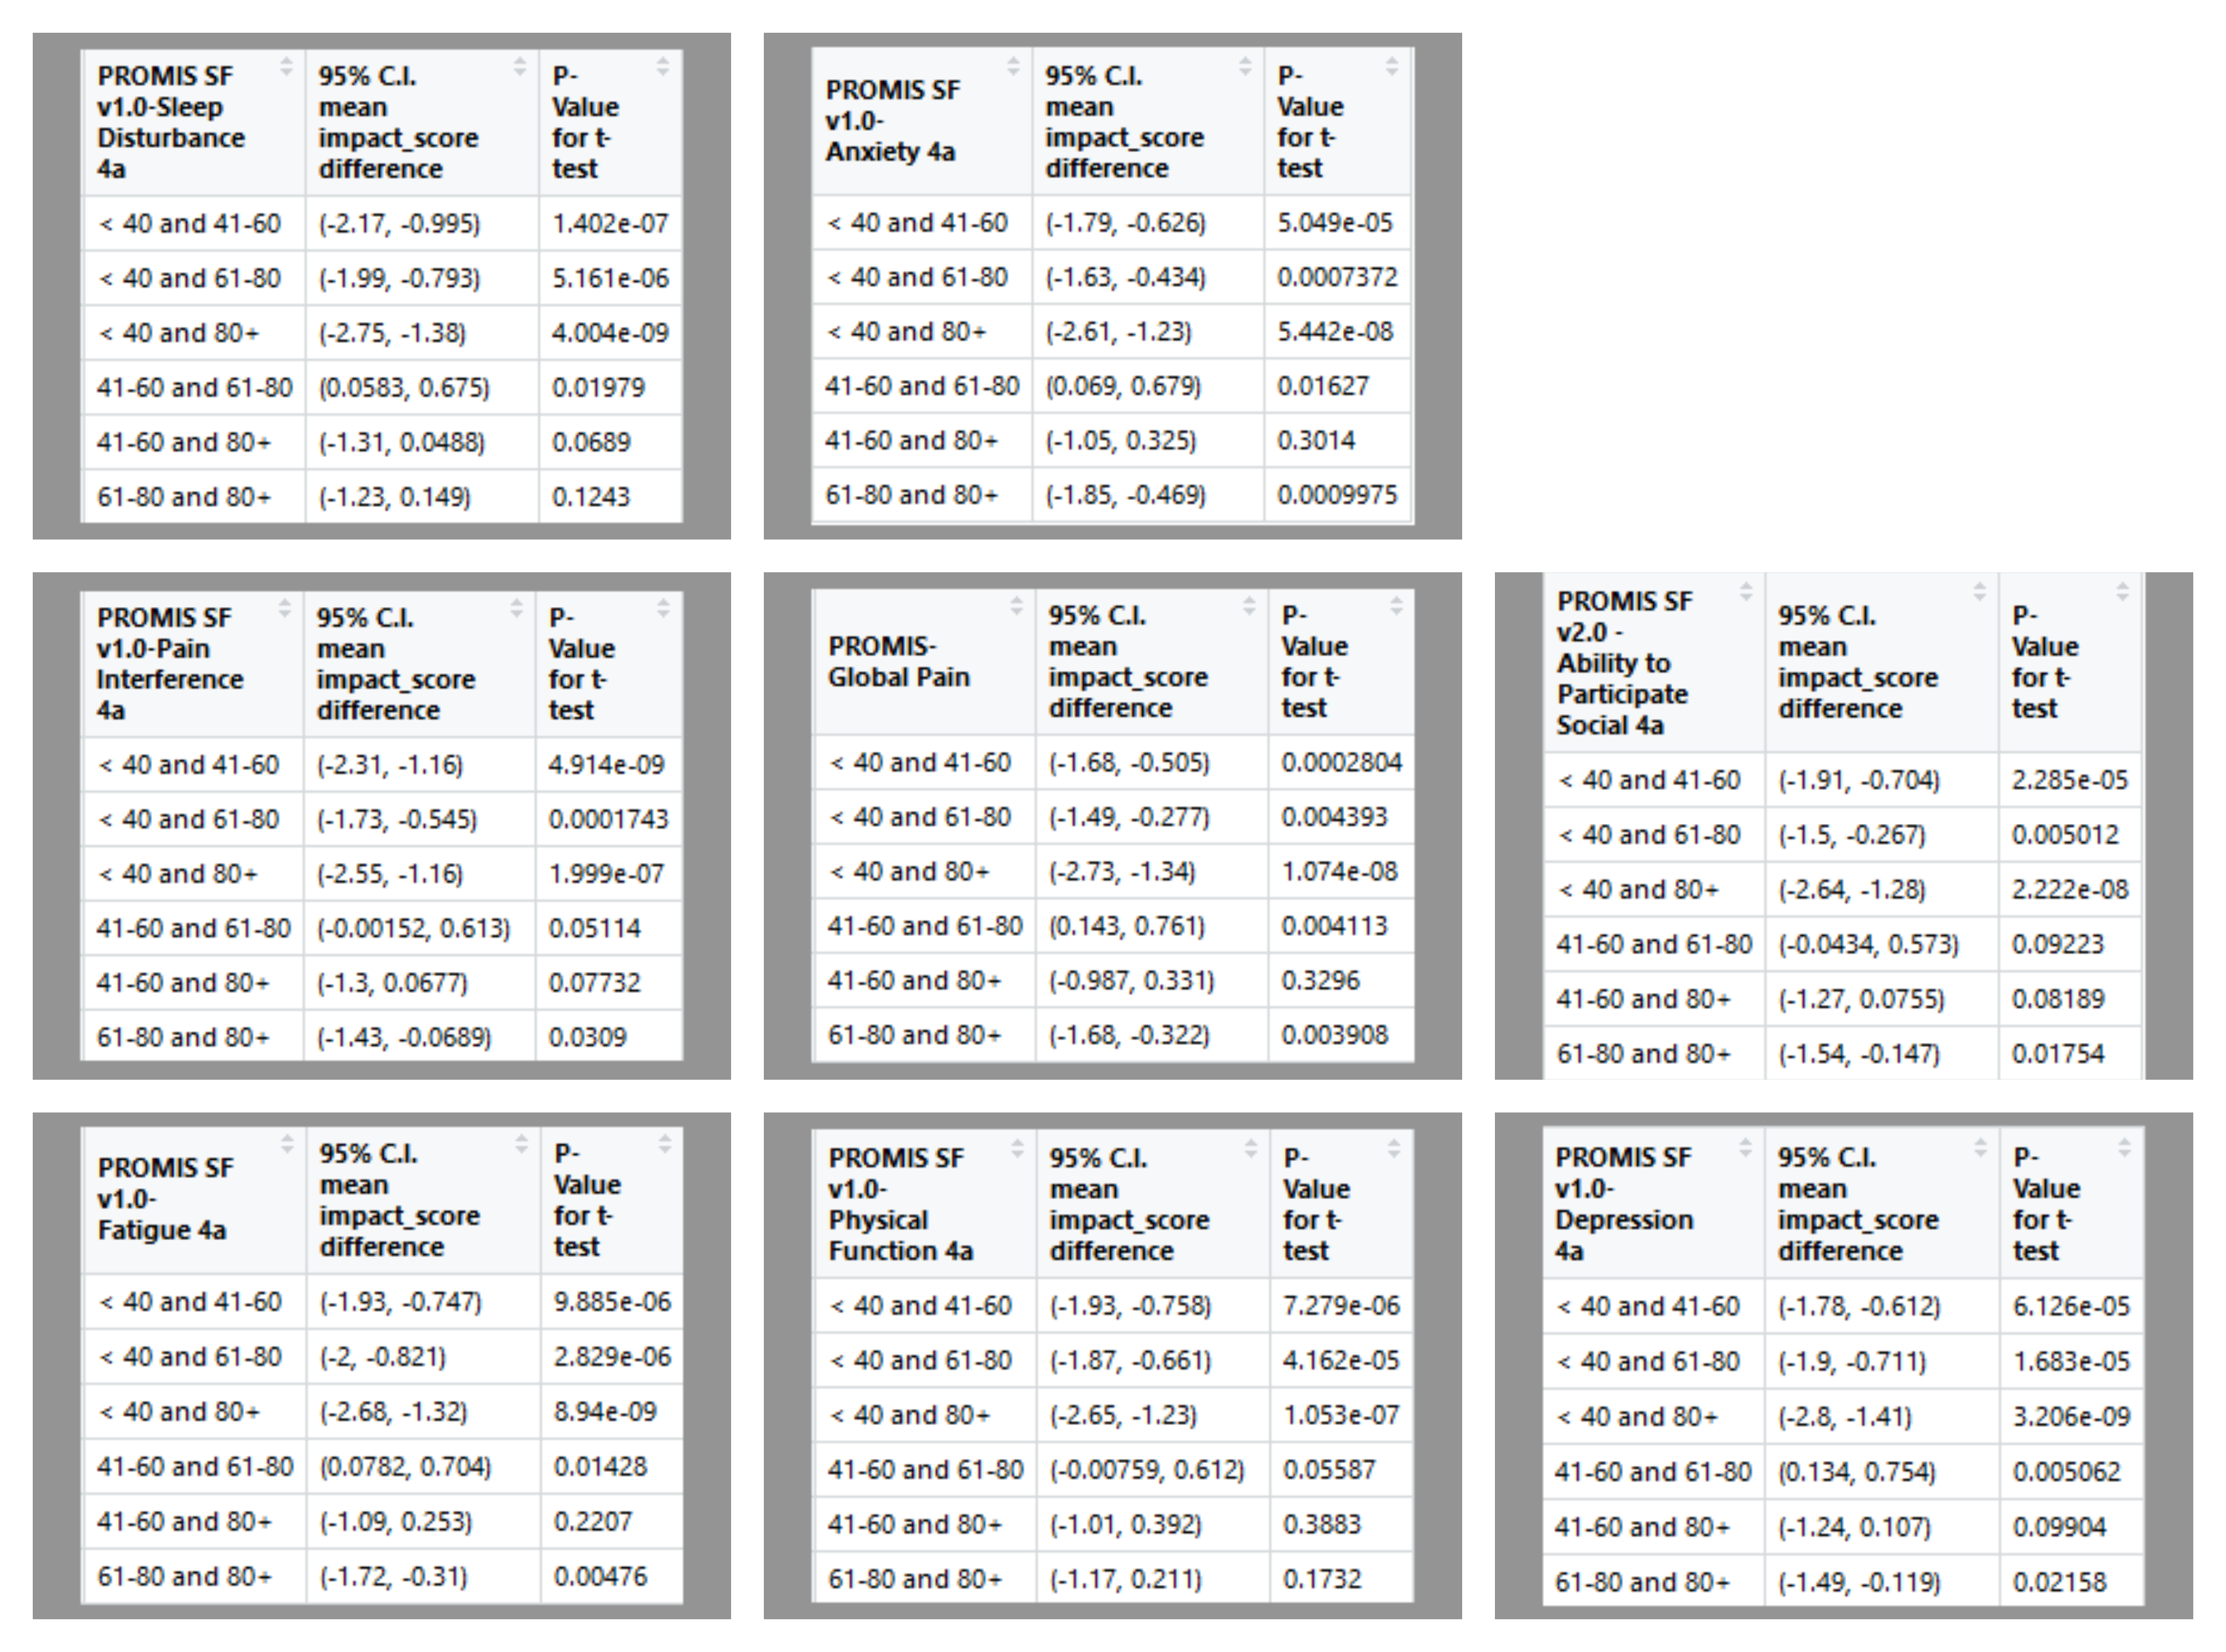 PROMIS SF
v1.0-Sleep
Disturbance
4a
95% C.I.
mean
impact_score
difference
P-
Value
for t-
test
< 40 and 41-60 (-2.17, -0.995) 1.402e-07
< 40 and 61-80 (-1.99, -0.793) 5.161e-06
< 40 and 80+ (-2.75, -1.38) 4.004e-09
41-60 and 61-80 (0.0583, 0.675) 0.01979
41-60 and 80+ (-1.31, 0.0488) 0.0689
61-80 and 80+ (-1.23, 0.149) 0.1243
PROMIS SF
v1.0-
Anxiety 4a
95% C.I.
mean
impact_score
difference
P-
Value
for t-
test
< 40 and 41-60 (-1.79, -0.626) 5.049e-05
< 40 and 61-80 (-1.63, -0.434) 0.0007372
< 40 and 80+ (-2.61, -1.23) 5.442e-08
41-60 and 61-80 (0.069, 0.679) 0.01627
41-60 and 80+ (-1.05, 0.325) 0.3014
61-80 and 80+ (-1.85, -0.469) 0.0009975
PROMIS SF
v1.0-Pain
Interference
4a
95% C.I.
mean
impact_score
difference
P-
Value
for t-
test
< 40 and 41-60 (-2.31, -1.16) 4.914e-09
< 40 and 61-80 (-1.73, -0.545) 0.0001743
< 40 and 80+ (-2.55, -1.16) 1.999e-07
41-60 and 61-80 (-0.00152, 0.613) 0.05114
41-60 and 80+ (-1.3, 0.0677) 0.07732
61-80 and 80+ (-1.43, -0.0689) 0.0309
PROMIS-
Global Pain
95% C.I.
mean
impact_score
difference
P-
Value
for t-
test
< 40 and 41-60 (-1.68, -0.505) 0.0002804
< 40 and 61-80 (-1.49, -0.277) 0.004393
< 40 and 80+ (-2.73, -1.34) 1.074e-08
41-60 and 61-80 (0.143, 0.761) 0.004113
41-60 and 80+ (-0.987, 0.331) 0.3296
61-80 and 80+ (-1.68, -0.322) 0.003908
PROMIS SF
v2.0 -
Ability to
Participate
Social 4a
95% C.I.
mean
impact_score
difference
P-
Value
for t-
test
< 40 and 41-60 (-1.91, -0.704) 2.285e-05
< 40 and 61-80 (-1.5, -0.267) 0.005012
< 40 and 80+ (-2.64, -1.28) 2.222e-08
41-60 and 61-80 (-0.0434, 0.573) 0.09223
41-60 and 80+ (-1.27, 0.0755) 0.08189
61-80 and 80+ (-1.54, -0.147) 0.01754
PROMIS SF
v1.0-
Fatigue 4a
95% C.I.
mean
impact_score
difference
P-
Value
for t-
test
< 40 and 41-60 (-1.93, -0.747) 9.885e-06
< 40 and 61-80 (-2, -0.821) 2.829e-06
< 40 and 80+ (-2.68, -1.32) 8.94e-09
41-60 and 61-80 (0.0782, 0.704) 0.01428
41-60 and 80+ (-1.09, 0.253) 0.2207
61-80 and 80+ (-1.72, -0.31) 0.00476
PROMIS SF
v1.0-
Physical
Function 4a
95% C.I.
mean
impact_score
difference
P-
Value
for t-
test
< 40 and 41-60 (-1.93, -0.758) 7.279e-06
< 40 and 61-80 (-1.87, -0.661) 4.162e-05
< 40 and 80+ (-2.65, -1.23) 1.053e-07
41-60 and 61-80 (-0.00759, 0.612) 0.05587
41-60 and 80+ (-1.01, 0.392) 0.3883
61-80 and 80+ (-1.17, 0.211) 0.1732
PROMIS SF
v1.0-
Depression
4a
95% C.I.
mean
impact_score
difference
P-
Value
for t-
test
< 40 and 41-60 (-1.78, -0.612) 6.126e-05
< 40 and 61-80 (-1.9, -0.711) 1.683e-05
< 40 and 80+ (-2.8, -1.41) 3.206e-09
41-60 and 61-80 (0.134, 0.754) 0.005062
41-60 and 80+ (-1.24, 0.107) 0.09904
61-80 and 80+ (-1.49, -0.119) 0.02158